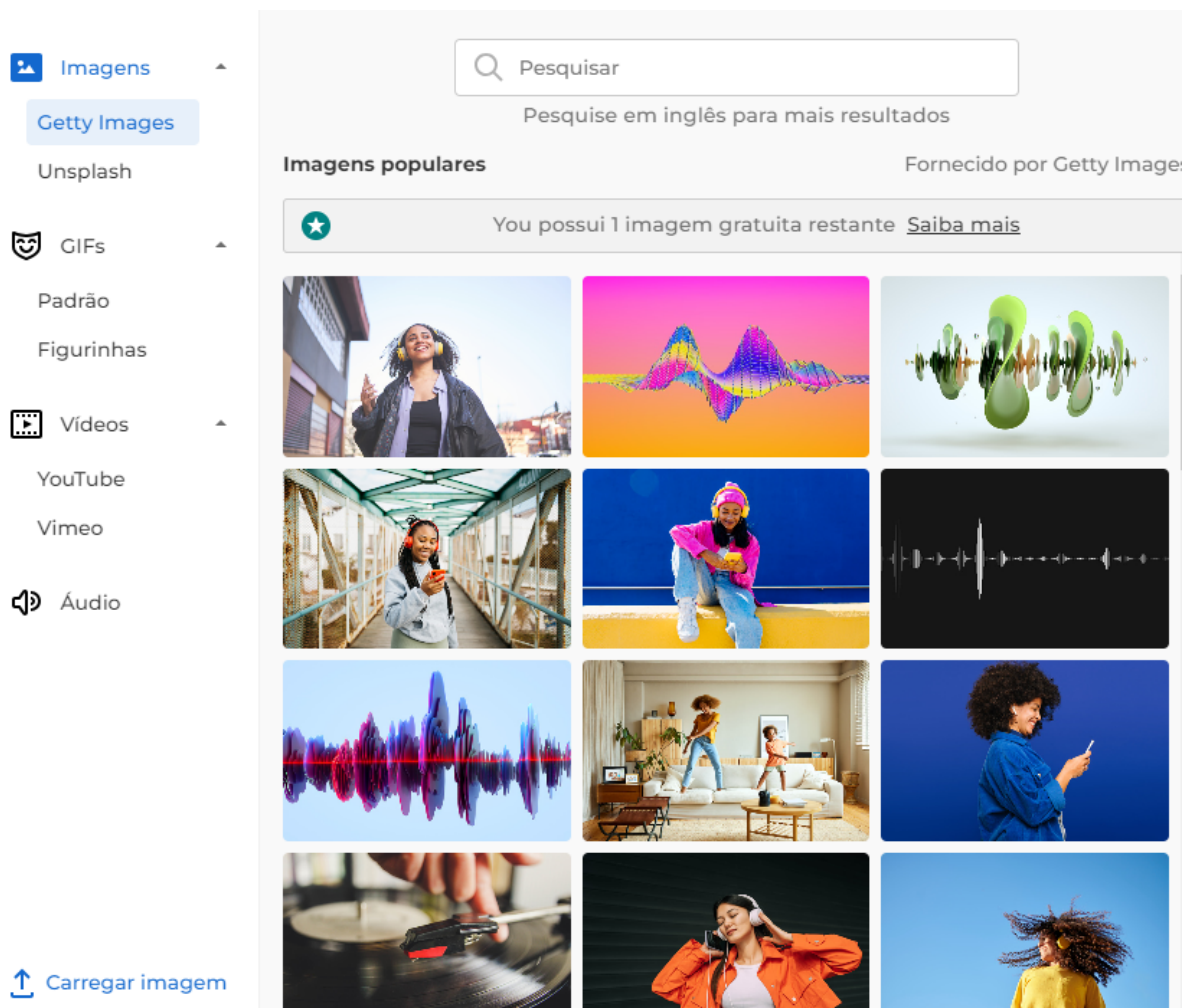 Imagens
Getty Images
Unsplash
GIFs
Padrão
Figurinhas
Vídeos
YouTube
Vimeo
Áudio
Carregar imagem
Pesquisar
Pesquise em inglês para mais resultados
Imagens populares
Fornecido por Getty Images
You possui 1 imagem gratuita restante Saiba mais